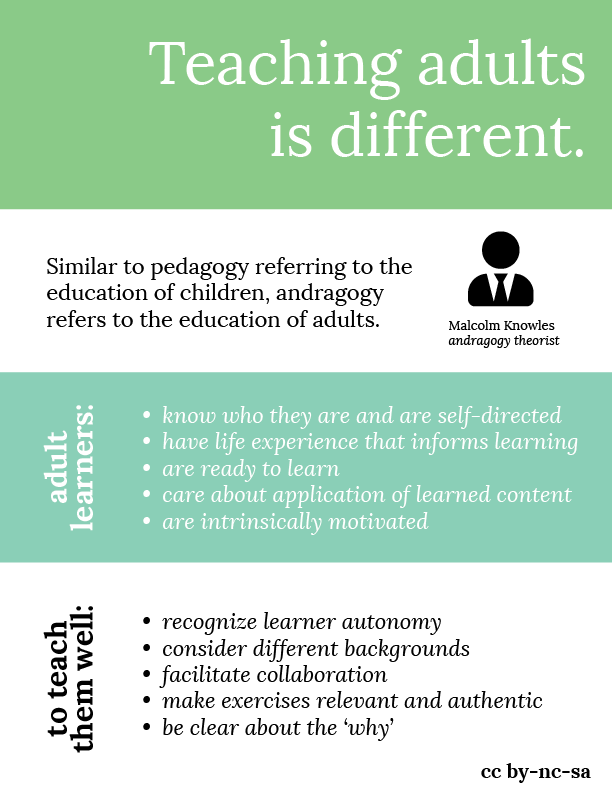 Teaching adults
is different.
Similar to pedagogy referring to the
education of children, andragogy
refers to the education of adults.
Malcolm Knowles
andragogy theorist
adult
learners:
• know who they are and are self-directed
• have life experience that informs learning
• are ready to learn
• care about application of learned content
• are intrinsically motivated
to teach
them well:
• recognize learner autonomy
• consider different backgrounds
• facilitate collaboration
• make exercises relevant and authentic
• be clear about the ‘why’
cc by-nc-sa